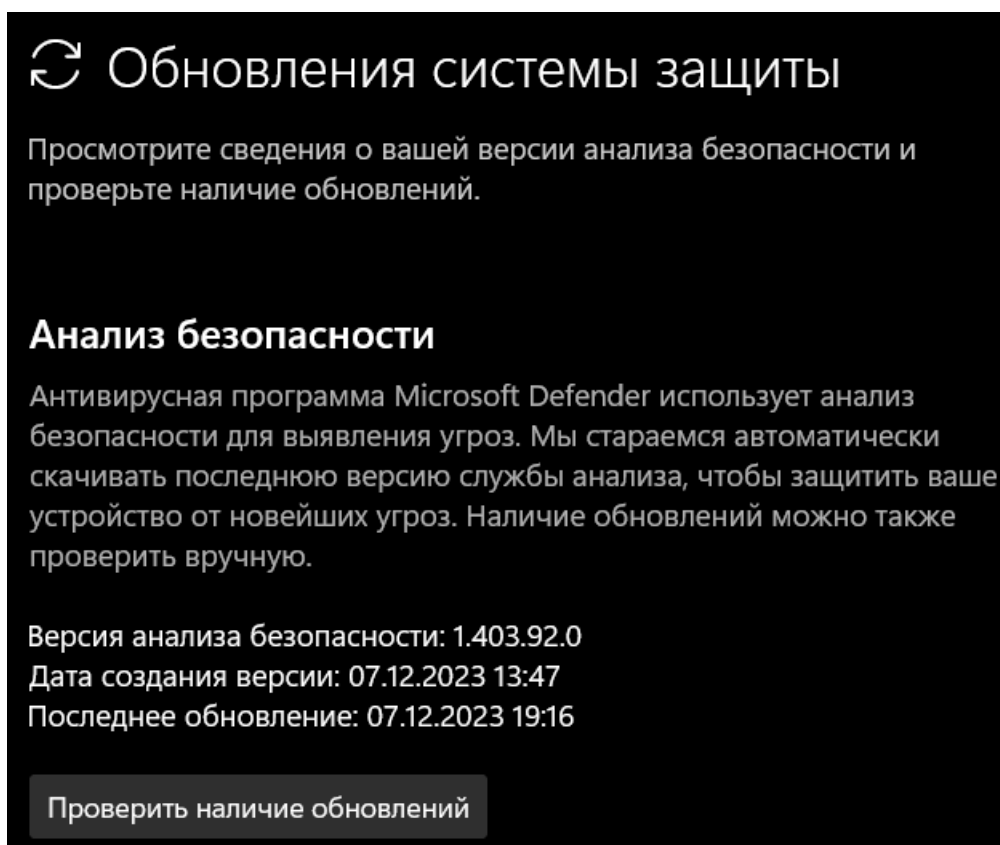 Обновления системы защиты
Просмотрите сведения о вашей версии анализа безопасности и
проверьте наличие обновлений.
Анализ безопасности
Антивирусная программа Microsoft Defender использует анализ
безопасности для выявления угроз. Мы стараемся автоматически
скачивать последнюю версию службы анализа, чтобы защитить ваше
устройство от новейших угроз. Наличие обновлений можно также
проверить вручную.
Версия анализа безопасности: 1.403.92.0
Дата создания версии: 07.12.2023 13:47
Последнее обновление: 07.12.2023 19:16
Проверить наличие обновлений